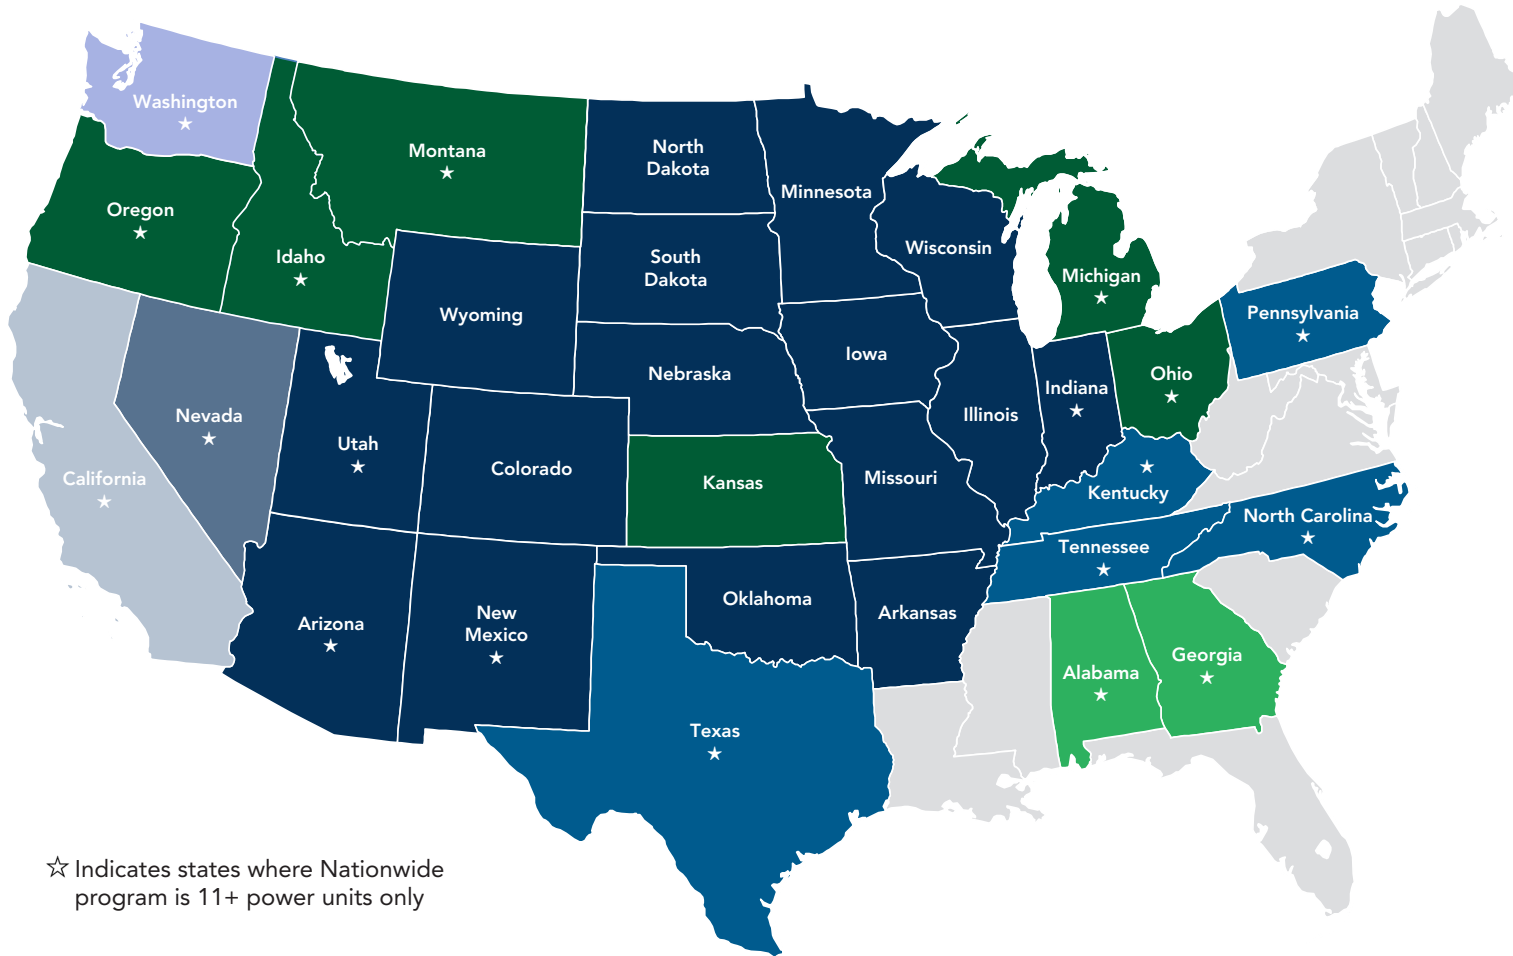 Washington
Montana
North
Dakota
Minnesota
Oregon
Idaho
Wisconsin
South
Dakota
Michigan
Wyoming
Pennsylvania
Iowa
Nebraska
Ohio
Indiana
Nevada
Illinois
Utah
Colorado
California
Kansas
Missouri
Kentucky
North Carolina
Tennessee
Oklahoma
Arkansas
New
Mexico
Arizona
Georgia
Alabama
Texas
☆ Indicates states where Nationwide
program is 11+ power units only